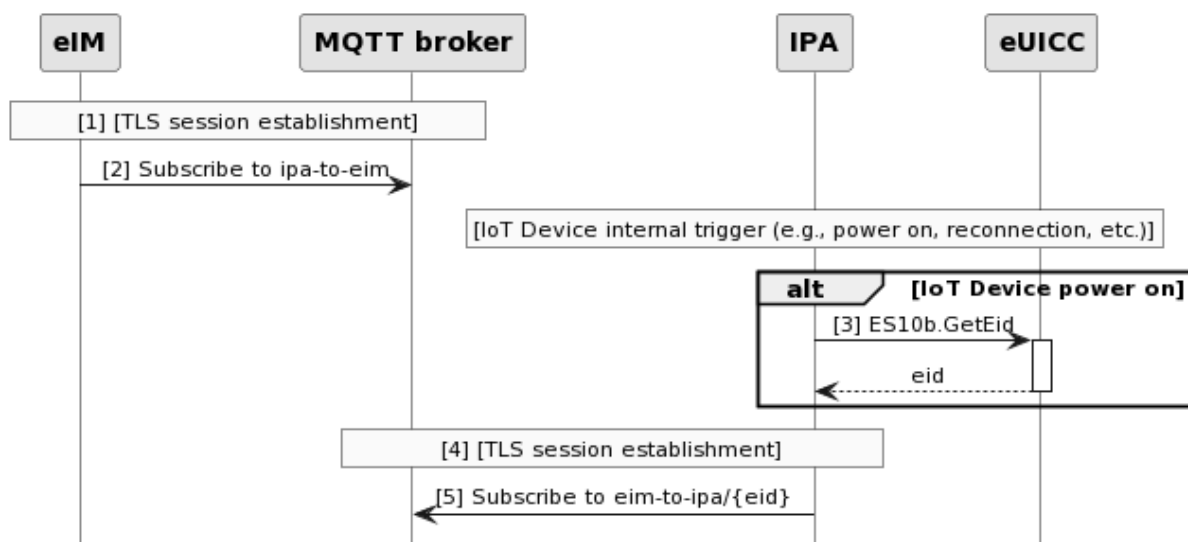 eIM MQTT broker IPA eUICC
[1] [TLS session establishment]
[2] Subscribe to ipa-to-eim
[IoT Device internal trigger (e.g., power on, reconnection, etc.)]
alt [IoT Device power on]
[3] ES10b.GetEid
eid
[4] [TLS session establishment]
[5] Subscribe to eim-to-ipa/{eid}